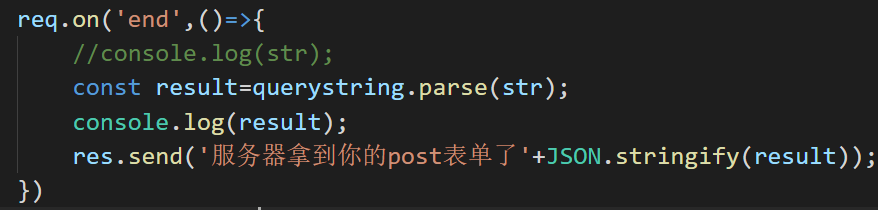 req.on('end',()=>{
//console.log(str);
const result=querystring.parse(str);
console.log(result);
res.send('服务器拿到你的post表单了'+JSON.stringify(result));
})